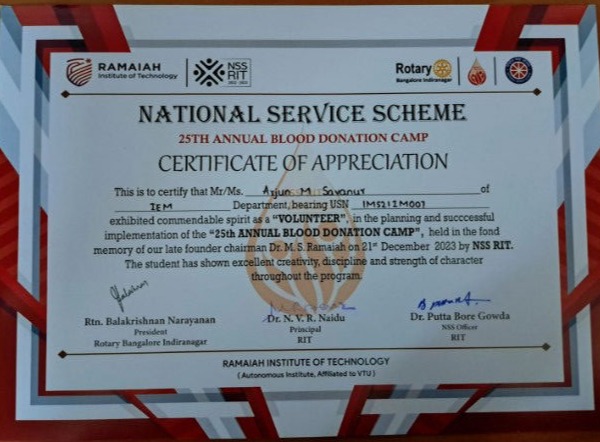 RAMAIAH
Institute of Technology
NSS
RIT
Rotary
Bangalore Indiranagar
NATIONAL SERVICE SCHEME
25TH ANNUAL BLOOD DONATION CAMP
CERTIFICATE OF APPRECIATION
This is to certify that Mr/Ms. Arjun M Savanur of
IEM Department, bearing USN 1MS21IM007
exhibited commendable spirit as a "VOLUNTEER", in the planning and succcessful
implementation of the "25th ANNUAL BLOOD DONATION CAMP", held in the fond
memory of our late founder chairman Dr. M. S. Ramaiah on 21st December 2023 by NSS RIT.
The student has shown excellent creativity, discipline and strength of character
throughout the program.
Rtn. Balakrishnan Narayanan
President
Rotary Bangalore Indiranagar
Dr. N. V. R. Naidu
Principal
RIT
Dr. Putta Bore Gowda
NSS Officer
RIT
RAMAIAH INSTITUTE OF TECHNOLOGY
( Autonomous Institute, Affiliated to VTU )